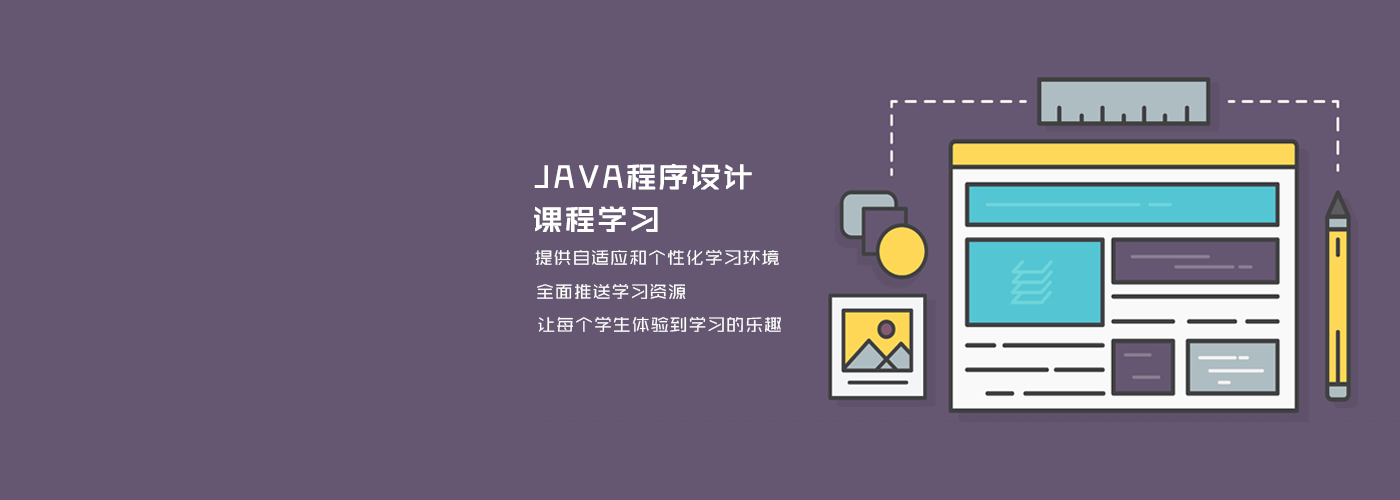 JAVA程序设计
课程学习
提供自适应和个性化学习环境
全面推送学习资源
让每个学生体验到学习的乐趣